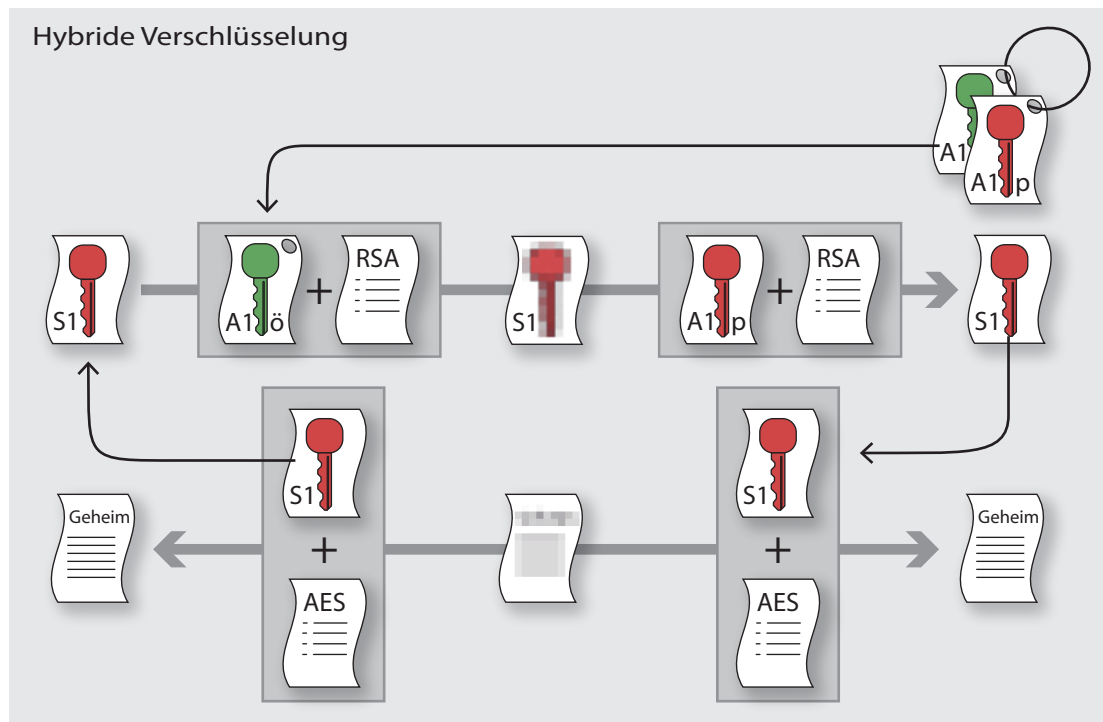 Hybride Verschlüsselung
A1
A1 p
S1
A1 ö
+
RSA
S1
A1 p
+
RSA
S1
S1
+
AES
S1
+
AES
Geheim
Geheim